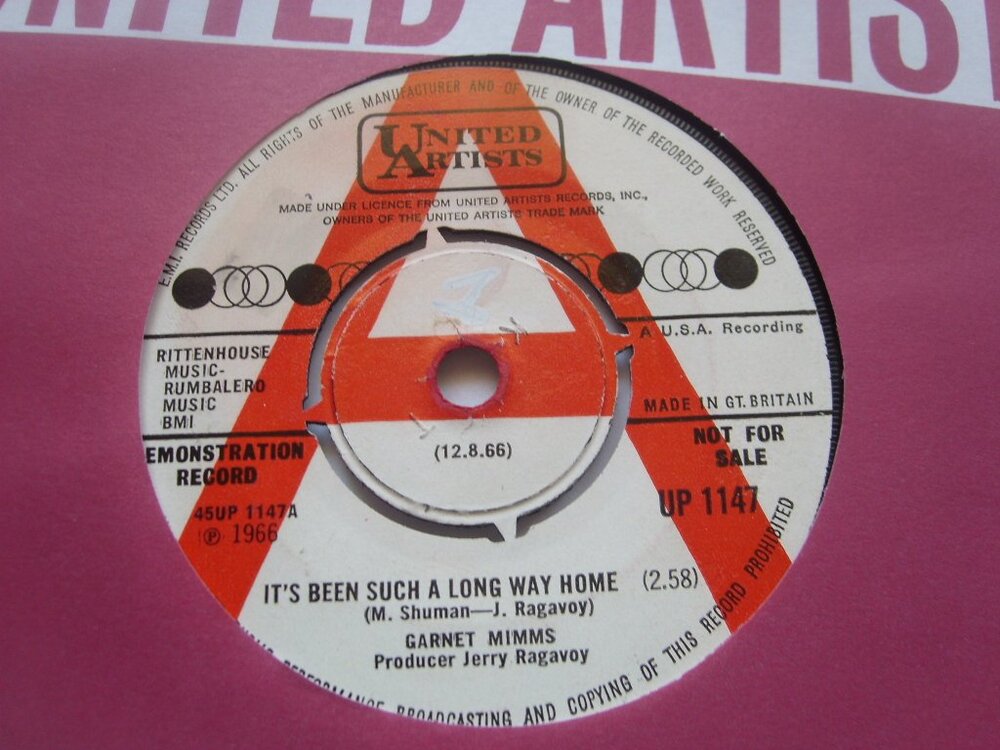 UNITED ARTIS
E.M.I. RECORDS LTD. ALL RIGHTS OF THE MANUFACTURER AND OF THE OWNER OF THE RECORDED WORK RESERVED
UNITED
ARTISTS
MADE UNDER LICENCE FROM UNITED ARTISTS RECORDS, INC.,
OWNERS OF THE UNITED ARTISTS TRADE MARK
1
A U.S.A. Recording
RITTENHOUSE
MUSIC-
RUMBALERO
MUSIC
BMI
MADE IN GT. BRITAIN
EMONSTRATION
RECORD
(12.8.66)
NOT FOR
SALE
45UP 1147A
℗ 1966
UP 1147
IT'S BEEN SUCH A LONG WAY HOME (2.58)
(M. Shuman—J. Ragavoy)
GARNET MIMMS
Producer Jerry Ragavoy
PERFORMANCE BROADCASTING AND COPYING OF THIS RECORD PROHIBITED